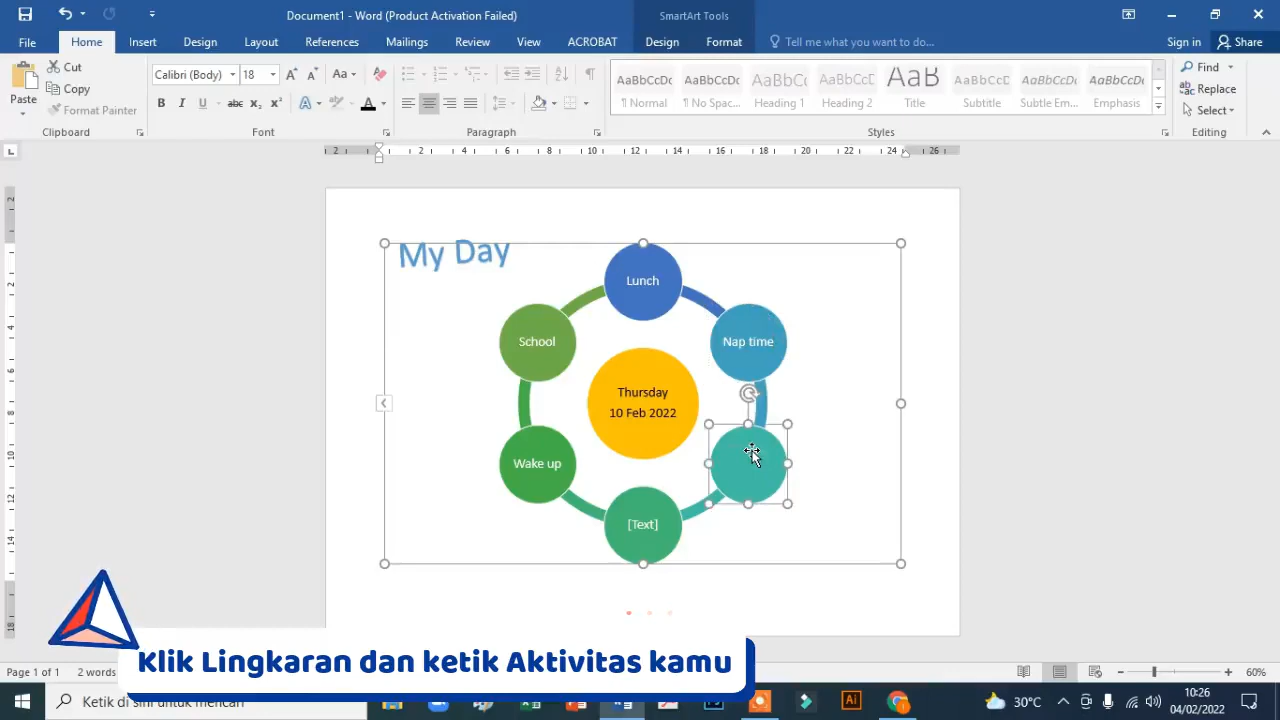 Document1 - Word (Product Activation Failed)
SmartArt Tools
File
Home
Insert
Design
Layout
References
Mailings
Review
View
ACROBAT
Design
Format
Tell me what you want to do...
Sign in
Share
Paste
Cut
Copy
Format Painter
Clipboard
Calibri (Body)
18
Font
Paragraph
AaBbCcDc
¶ Normal
AaBbCcDc
¶ No Spac...
AaBbCc
Heading
AaBbCcD
Heading 2
AaB
Title
AaBbCcD
Subtitle
AaBbCcDc
Subtle Em...
AaBbCcDc
Emphasis
Styles
Find
Replace
Select
Editing
My Day
Lunch
School
Nap time
Thursday
10 Feb 2022
Wake up
[Text]
Klik Lingkaran dan ketik Aktivitas kamu
Page 1 of 1
2 words
60%
Ketik di sini untuk mencari
30°C
10:26
04/02/2022